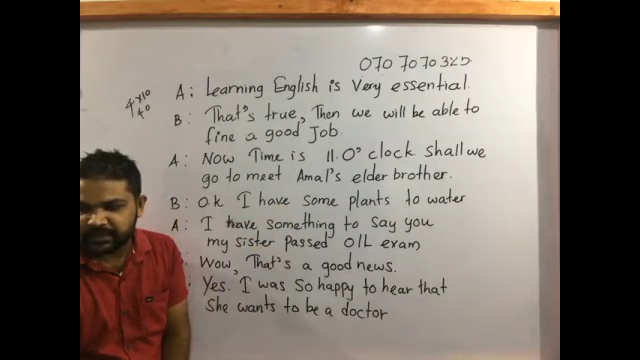 070 7070 325
4 x 10
40
A: Learning English is Very essential.
B: That's true, Then we will be able to
fine a good Job.
A: Now Time is 11.0' clock. shall we
go to meet Amal's elder brother.
B: O.k I have some plants to water
A: I have something to say you
my sister passed O/L exam
: Wow, That's a good news.
: Yes. I was so happy to hear that
She wants to be a doctor